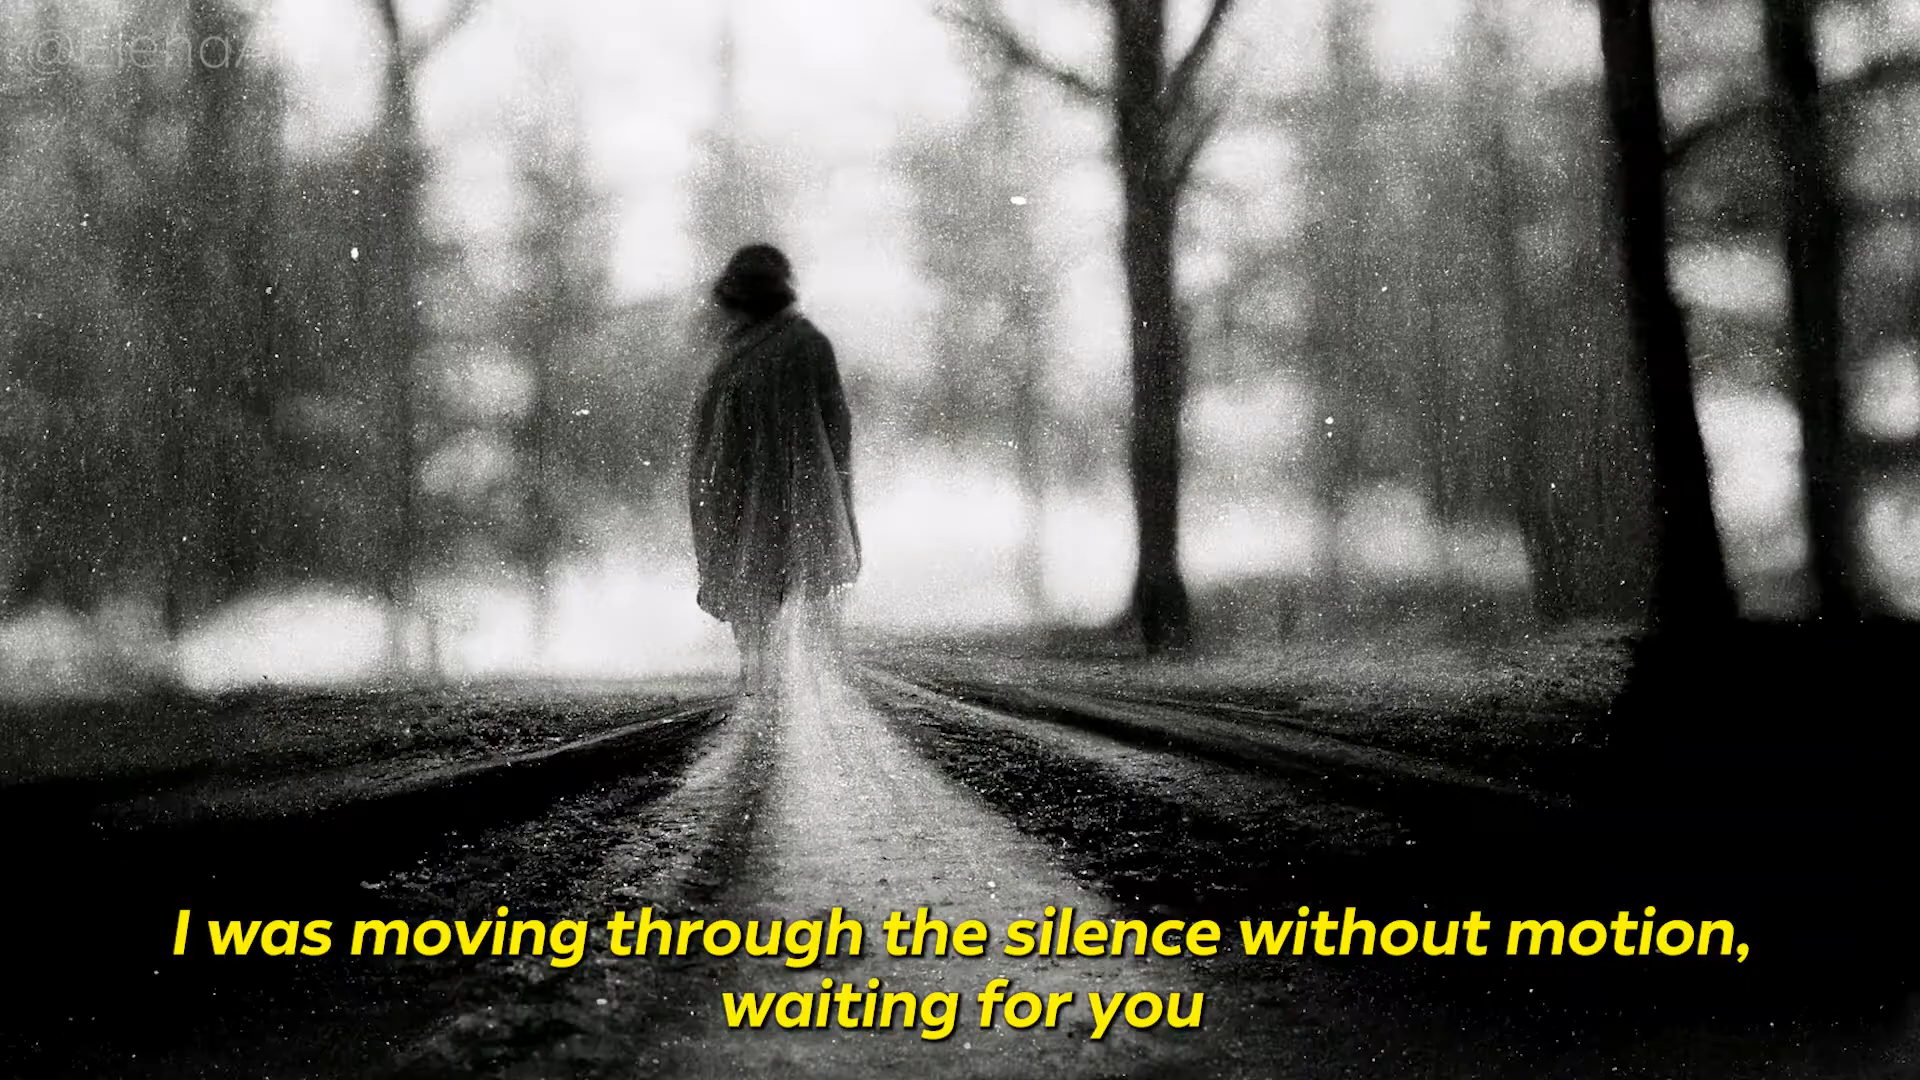 I was moving through the silence without motion,
waiting for you